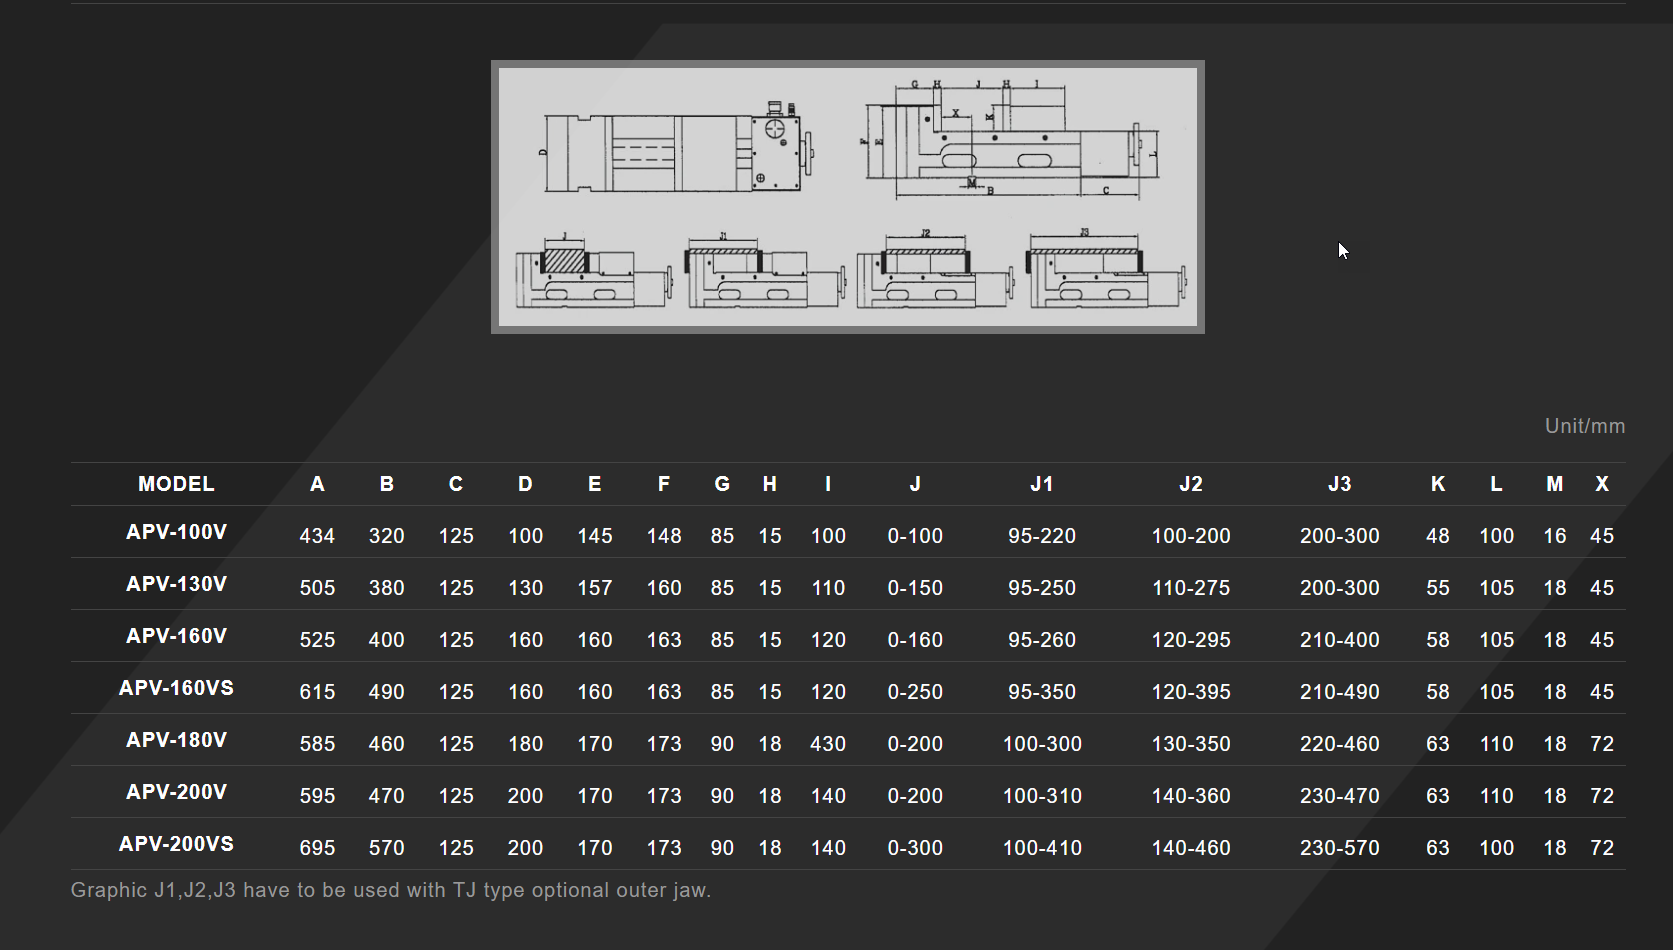 G H J H I
X K
F E D L
M
B C
J J1 J2 J3
Unit/mm
MODEL A B C D E F G H I J J1 J2 J3 K L M X
APV-100V 434 320 125 100 145 148 85 15 100 0-100 95-220 100-200 200-300 48 100 16 45
APV-130V 505 380 125 130 157 160 85 15 110 0-150 95-250 110-275 200-300 55 105 18 45
APV-160V 525 400 125 160 160 163 85 15 120 0-160 95-260 120-295 210-400 58 105 18 45
APV-160VS 615 490 125 160 160 163 85 15 120 0-250 95-350 120-395 210-490 58 105 18 45
APV-180V 585 460 125 180 170 173 90 18 430 0-200 100-300 130-350 220-460 63 110 18 72
APV-200V 595 470 125 200 170 173 90 18 140 0-200 100-310 140-360 230-470 63 110 18 72
APV-200VS 695 570 125 200 170 173 90 18 140 0-300 100-410 140-460 230-570 63 100 18 72
Graphic J1,J2,J3 have to be used with TJ type optional outer jaw.